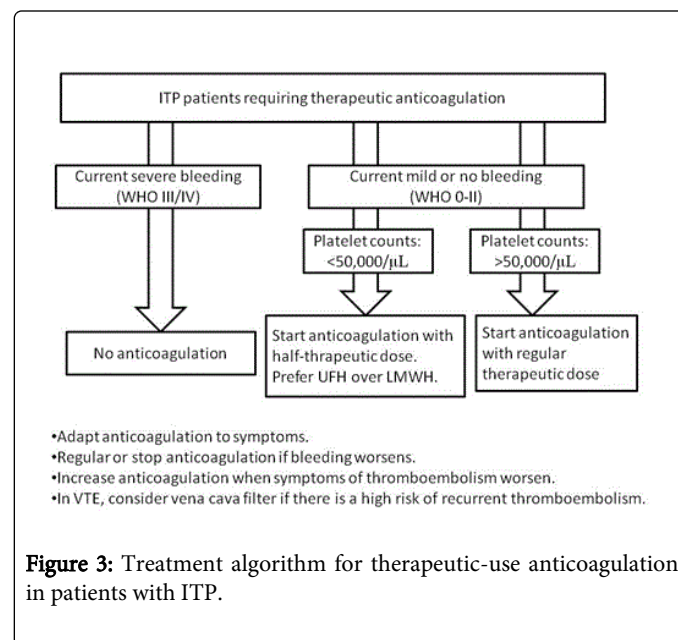 ITP patients requiring therapeutic anticoagulation
Current severe bleeding
(WHO III/IV)
Current mild or no bleeding
(WHO 0-II)
Platelet counts:
<50,000/μL
Platelet counts:
>50,000/μL
No anticoagulation
Start anticoagulation with
half-thrapeutic dose.
Prefer UFH over LMWH.
Start anticoagulation
with regular
therapeutic dose
•Adapt anticoagulation to symptoms.
•Regular or stop anticoagulation if bleeding worsens.
•Increase anticoagulation when symptoms of thromboembolism worsen.
•In VTE, consider vena cava filter if there is a high risk of recurrent thromboembolism.
Figure 3: Treatment algorithm for therapeutic-use anticoagulation
in patients with ITP.